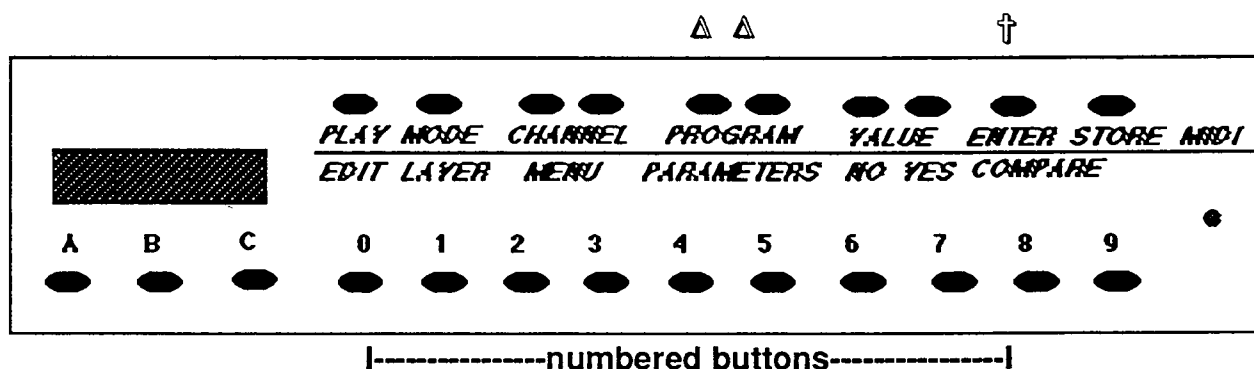 Δ Δ †
PLAY MODE CHANNEL PROGRAM VALUE ENTER STORE MIDI
EDIT LAYER MENU PARAMETERS NO YES COMPARE
A B C 0 1 2 3 4 5 6 7 8 9
|---------------numbered buttons---------------|